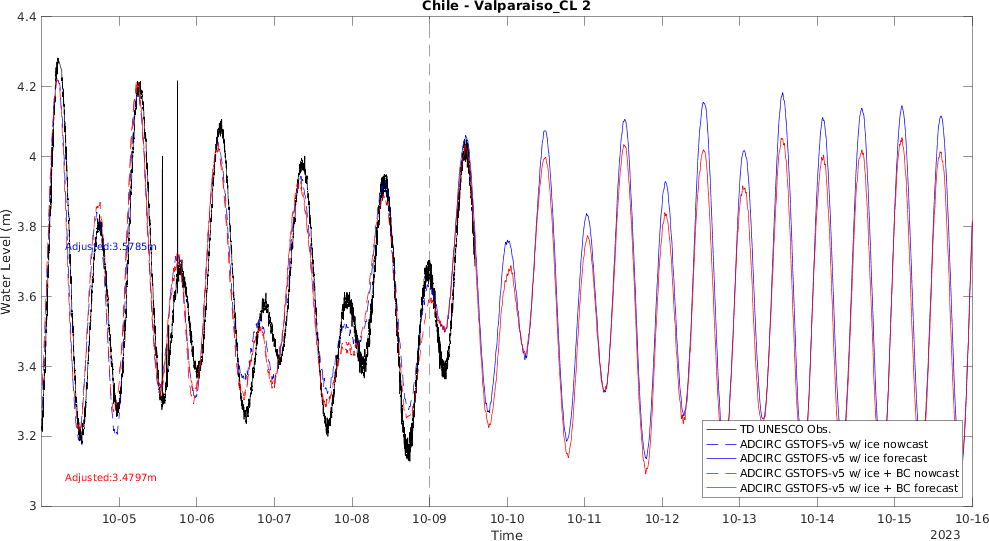 Chile - Valparaiso_CL 2
4.4
4.2
4
3.8
3.6
3.4
3.2
3
Water Level (m)
Adjusted:3.5785m
Adjusted:3.4797m
TD UNESCO Obs.
ADCIRC GSTOFS-v5 w/ ice nowcast
ADCIRC GSTOFS-v5 w/ ice forecast
ADCIRC GSTOFS-v5 w/ ice + BC nowcast
ADCIRC GSTOFS-v5 w/ ice + BC forecast
10-05 10-06 10-07 10-08 10-09 10-10 10-11 10-12 10-13 10-14 10-15 10-16
Time
2023